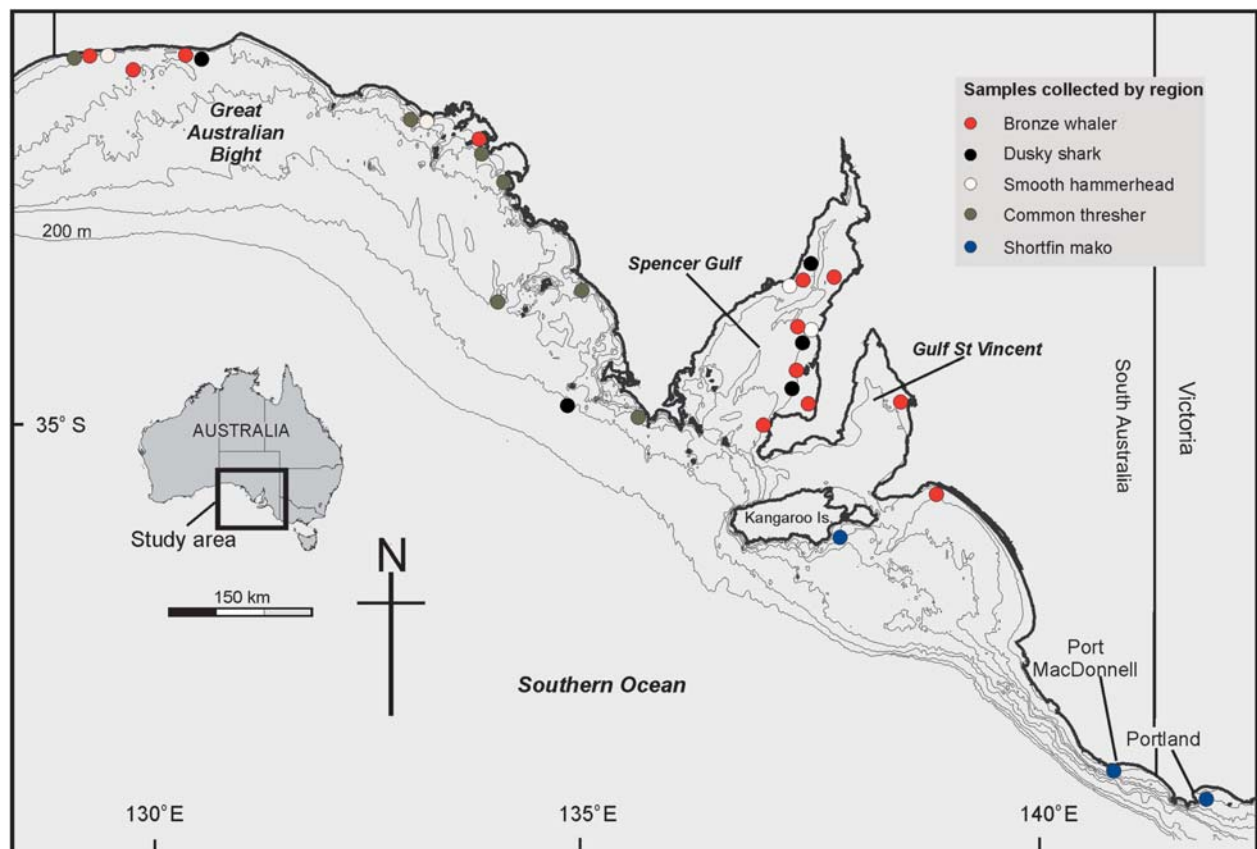 Samples collected by region
Bronze whaler
Dusky shark
Smooth hammerhead
Common thresher
Shortfin mako
Great
Australian
Bight
200 m
Spencer Gulf
Gulf St Vincent
35° S
AUSTRALIA
Study area
150 km
N
Kangaroo Is.
South Australia
Victoria
Southern Ocean
Port
MacDonnell
Portland
130°E
135°E
140°E